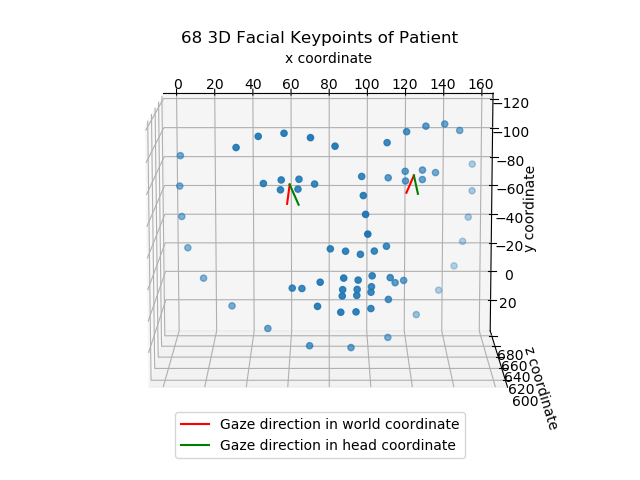 68 3D Facial Keypoints of Patient
x coordinate
0 20 40 60 80 100 120 140 160
−120
−100
−80
−60
−40
−20
0
20
y coordinate
680
660
640
620
600
z coordinate
Gaze direction in world coordinate
Gaze direction in head coordinate